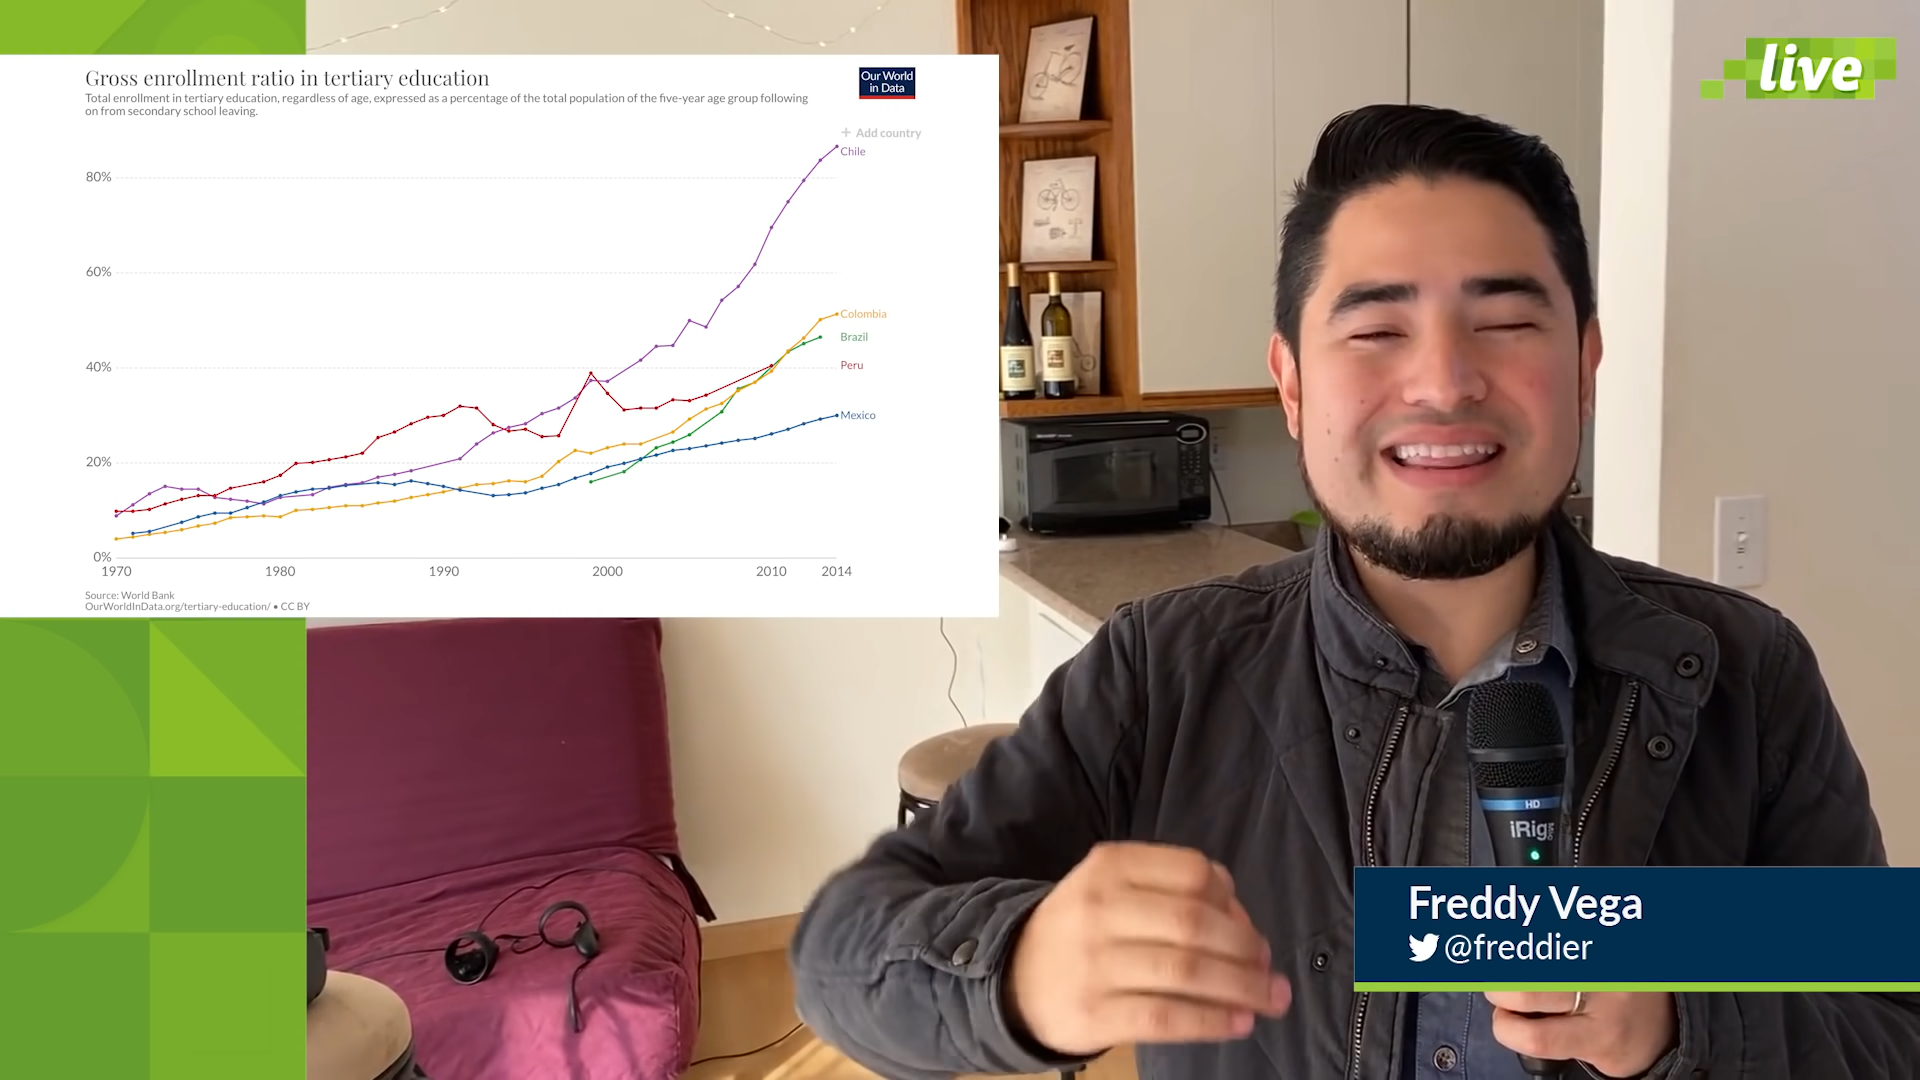 Gross enrollment ratio in tertiary education
Our World
in Data
Total enrollment in tertiary education, regardless of age, expressed as a percentage of the total population of the five-year age group following
on from secondary school leaving.
+ Add country
Chile
80%
60%
Colombia
Brazil
40%
Peru
Mexico
20%
0%
1970
1980
1990
2000
2010
2014
Source: World Bank
OurWorldInData.org/tertiary-education/ • CC BY
live
HD
iRig
Freddy Vega
@freddier